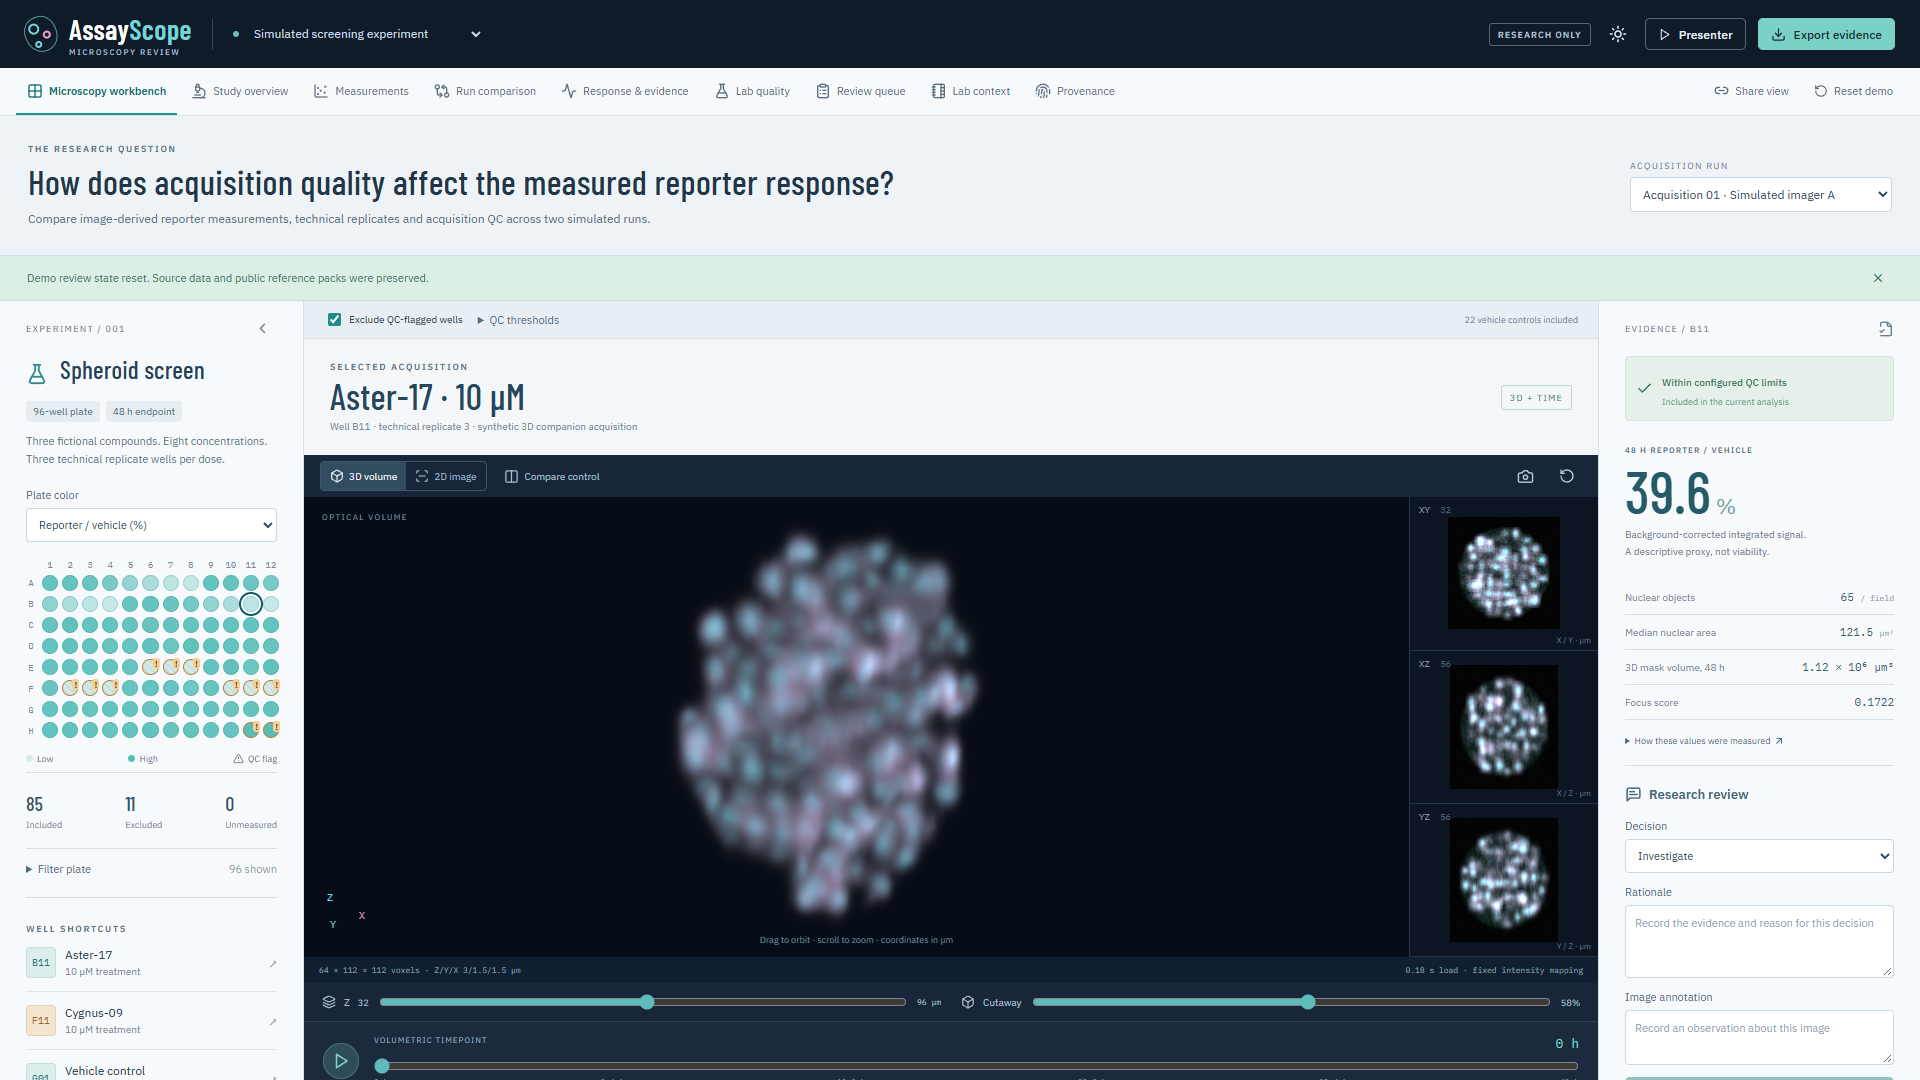 AssayScope
MICROSCOPY REVIEW
Simulated screening experiment
RESEARCH ONLY
Presenter
Export evidence
Microscopy workbench
Study overview
Measurements
Run comparison
Response & evidence
Lab quality
Review queue
Lab context
Provenance
Share view
Reset demo
THE RESEARCH QUESTION
How does acquisition quality affect the measured reporter response?
Compare image-derived reporter measurements, technical replicates and acquisition QC across two simulated runs.
ACQUISITION RUN
Acquisition 01 · Simulated imager A
Demo review state reset. Source data and public reference packs were preserved.
EXPERIMENT / 001
Spheroid screen
96-well plate
48 h endpoint
Three fictional compounds. Eight concentrations.
Three technical replicate wells per dose.
Plate color
Reporter / vehicle (%)
1 2 3 4 5 6 7 8 9 10 11 12
A
B
C
D
E ! ! !
F ! ! ! ! ! !
G
H ! !
Low
High
QC flag
85
Included
11
Excluded
0
Unmeasured
Filter plate
96 shown
WELL SHORTCUTS
B11
Aster-17
10 µM treatment
F11
Cygnus-09
10 µM treatment
G01
Vehicle control
Exclude QC-flagged wells
QC thresholds
22 vehicle controls included
SELECTED ACQUISITION
Aster-17 · 10 µM
Well B11 · technical replicate 3 · synthetic 3D companion acquisition
3D + TIME
3D volume
2D image
Compare control
OPTICAL VOLUME
Z
Y
X
Drag to orbit · scroll to zoom · coordinates in µm
XY 32
X / Y · µm
XZ 56
X / Z · µm
YZ 56
Y / Z · µm
64 × 112 × 112 voxels · Z/Y/X 3/1.5/1.5 µm
0.18 s load · fixed intensity mapping
Z 32
96 µm
Cutaway
58%
VOLUMETRIC TIMEPOINT
0 h
EVIDENCE / B11
Within configured QC limits
Included in the current analysis
48 H REPORTER / VEHICLE
39.6 %
Background-corrected integrated signal.
A descriptive proxy, not viability.
Nuclear objects
65 / field
Median nuclear area
121.5 µm²
3D mask volume, 48 h
1.12 × 10⁶ µm³
Focus score
0.1722
How these values were measured
Research review
Decision
Investigate
Rationale
Record the evidence and reason for this decision
Image annotation
Record an observation about this image